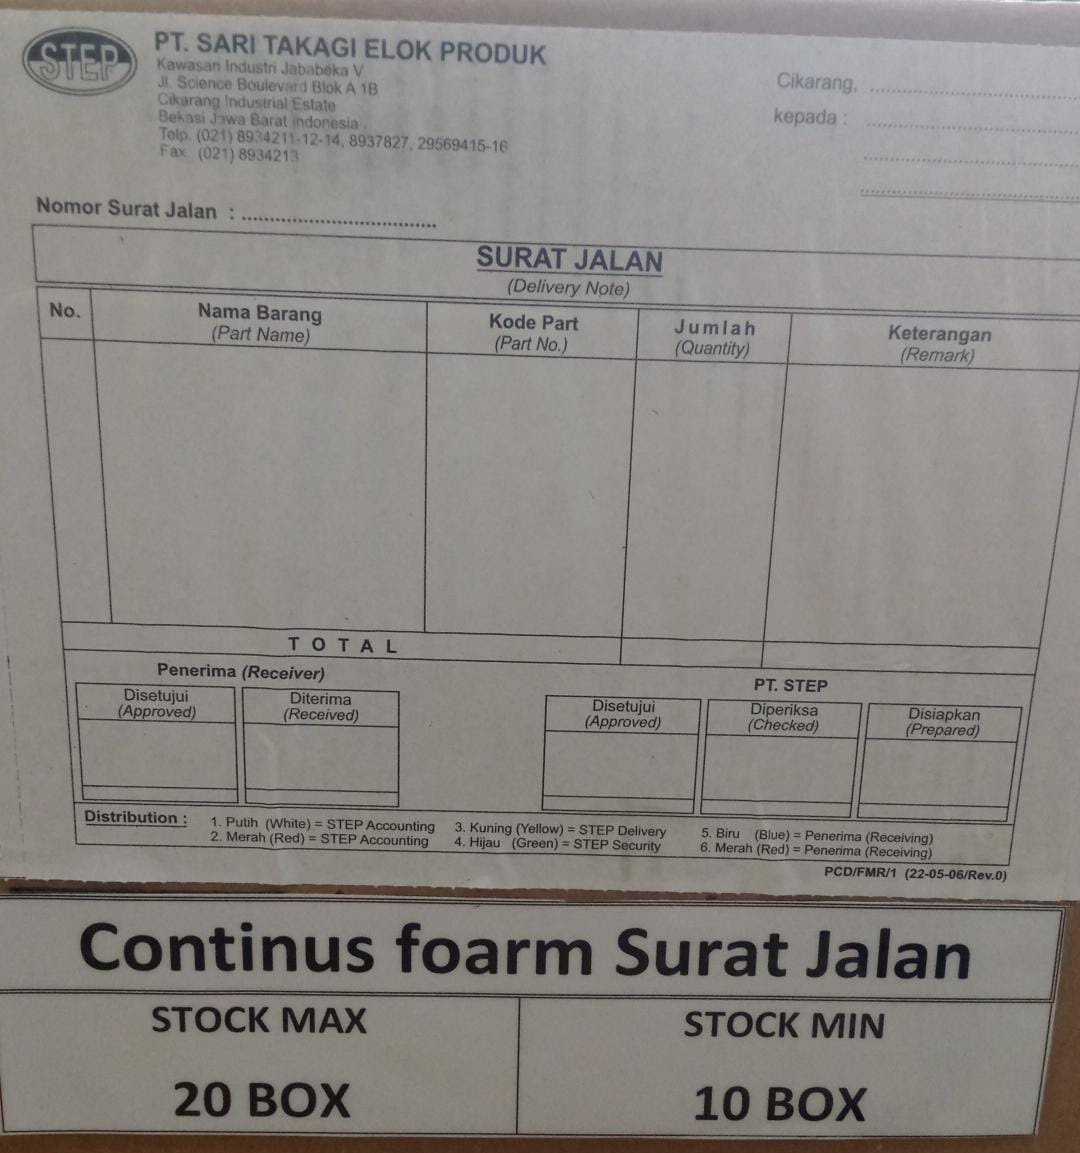 STEP
PT. SARI TAKAGI ELOK PRODUK
Kawasan Industri Jababeka V
Jl. Science Boulevard Blok A 1B
Cikarang Industrial Estate
Bekasi Jawa Barat Indonesia
Telp. (021) 8934211-12-14, 8937827, 29569415-16
Fax. (021) 8934213
Cikarang, ..............................
kepada : ..............................
..............................
..............................
Nomor Surat Jalan : ...................................
SURAT JALAN
(Delivery Note)
No. Nama Barang Kode Part Jumlah Keterangan
(Part Name) (Part No.) (Quantity) (Remark)
T O T A L
Penerima (Receiver) PT. STEP
Disetujui Diterima Disetujui Diperiksa Disiapkan
(Approved) (Received) (Approved) (Checked) (Prepared)
Distribution : 1. Putih (White) = STEP Accounting 3. Kuning (Yellow) = STEP Delivery 5. Biru (Blue) = Penerima (Receiving)
2. Merah (Red) = STEP Accounting 4. Hijau (Green) = STEP Security 6. Merah (Red) = Penerima (Receiving)
PCD/FMR/1 (22-05-06/Rev.0)
Continus foarm Surat Jalan
STOCK MAX STOCK MIN
20 BOX 10 BOX